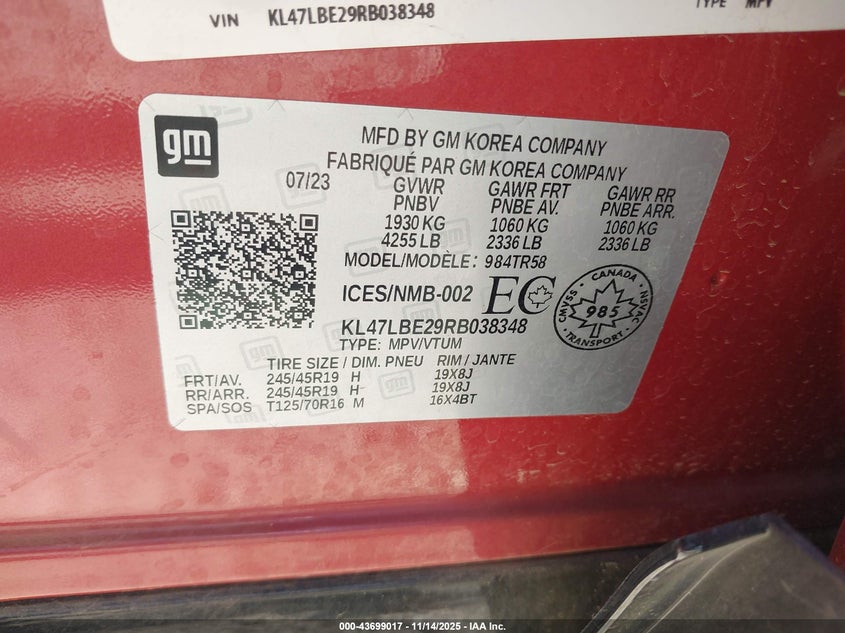 VIN KL47LBE29RB038348 TYPE MPV
gm
MFD BY GM KOREA COMPANY
FABRIQUÉ PAR GM KOREA COMPANY
07/23 GVWR GAWR FRT GAWR RR
PNBV PNBE AV. PNBE ARR.
1930 KG 1060 KG 1060 KG
4255 LB 2336 LB 2336 LB
MODEL/MODÈLE: 984TR58
ICES/NMB-002 EC
CANADA
CMVSS 985 NSVAC
TRANSPORT
KL47LBE29RB038348
TYPE: MPV/VTUM
TIRE SIZE / DIM. PNEU RIM / JANTE
FRT/AV. 245/45R19 H 19X8J
RR/ARR. 245/45R19 H 19X8J
SPA/SOS T125/70R16 M 16X4BT
000-43699017 - 11/14/2025 - IAA Inc.